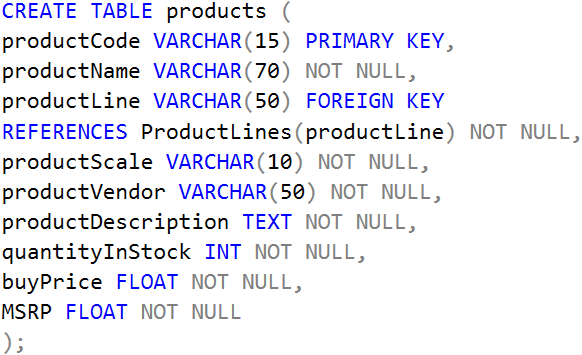 CREATE TABLE products (
productCode VARCHAR(15) PRIMARY KEY,
productName VARCHAR(70) NOT NULL,
productLine VARCHAR(50) FOREIGN KEY
REFERENCES ProductLines(productLine) NOT NULL,
productScale VARCHAR(10) NOT NULL,
productVendor VARCHAR(50) NOT NULL,
productDescription TEXT NOT NULL,
quantityInStock INT NOT NULL,
buyPrice FLOAT NOT NULL,
MSRP FLOAT NOT NULL
);